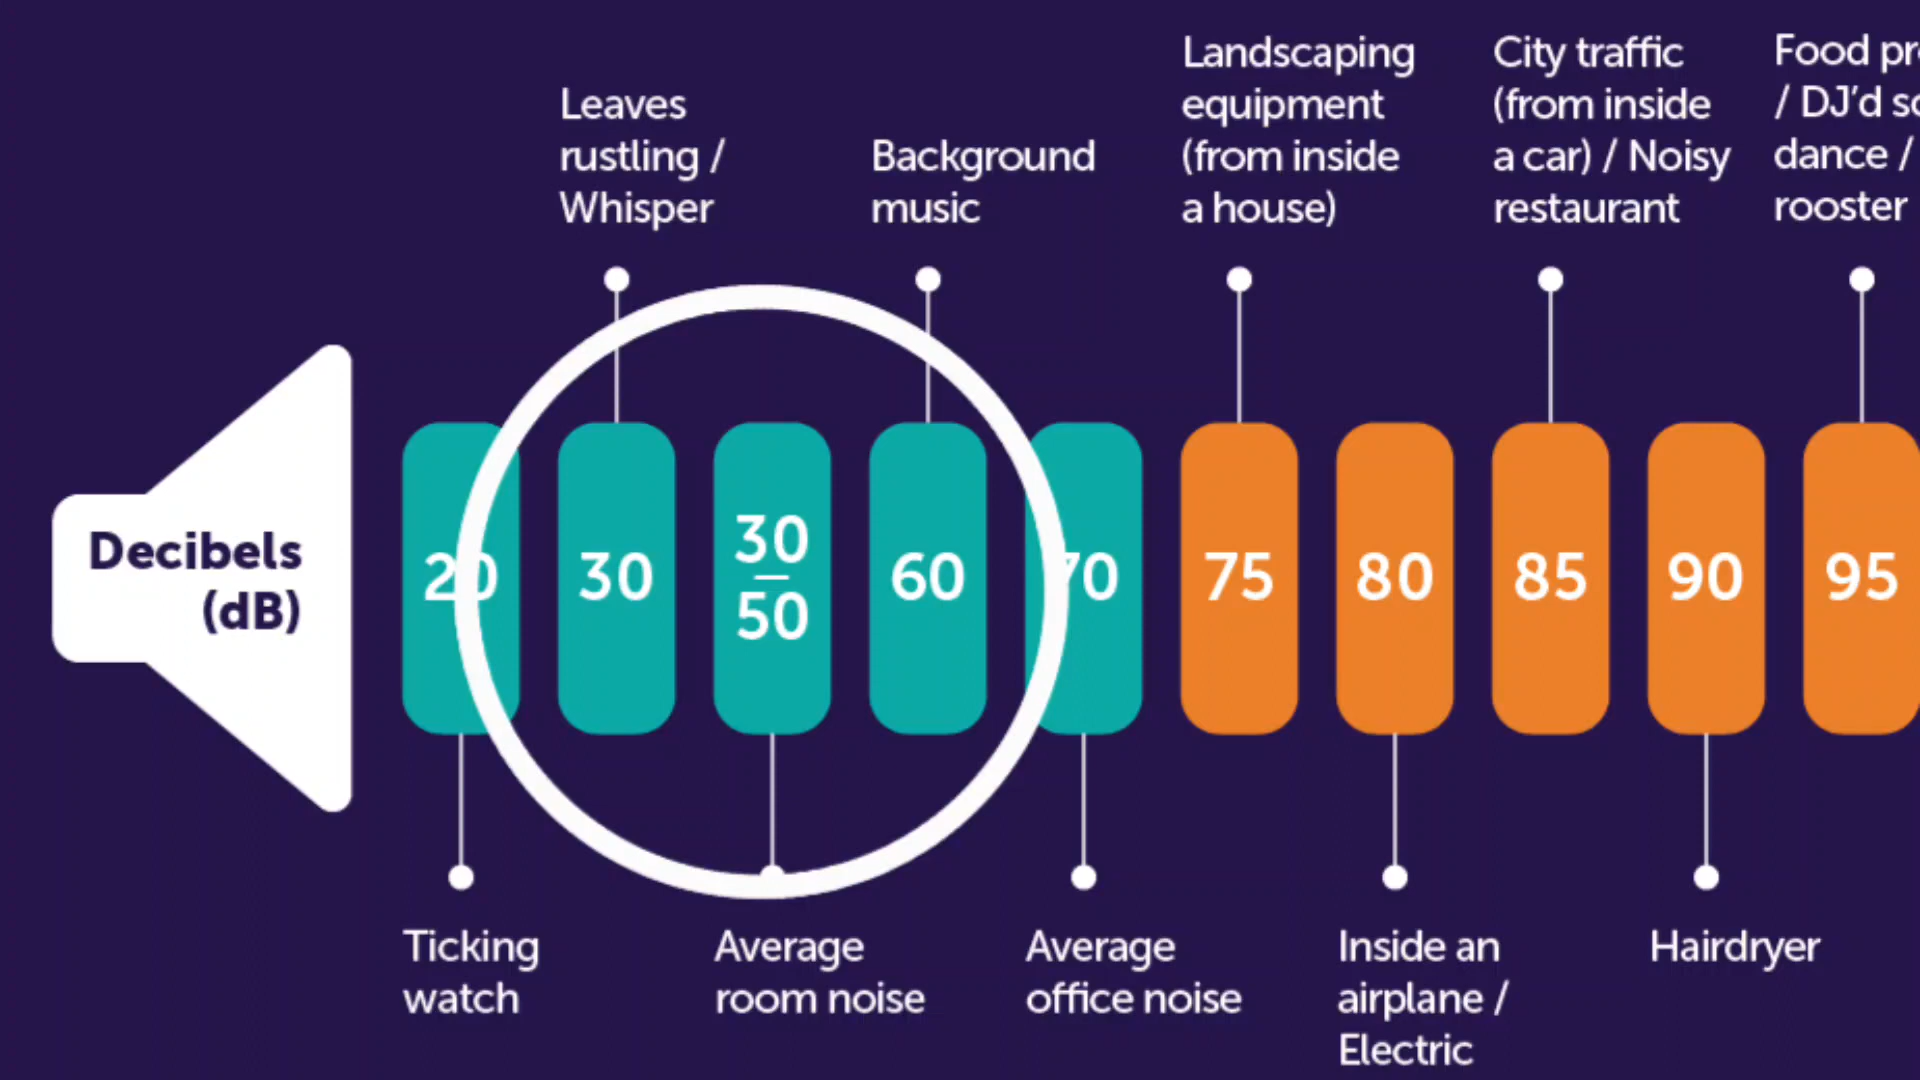 Landscaping
equipment
(from inside
a house)
City traffic
(from inside
a car) / Noisy
restaurant
Food
/ DJ'd
dance /
rooster
Leaves
rustling /
Whisper
Background
music
Decibels
(dB)
20
30
30
–
50
60
70
75
80
85
90
95
Ticking
watch
Average
room noise
Average
office noise
Inside an
airplane /
Electric
Hairdryer